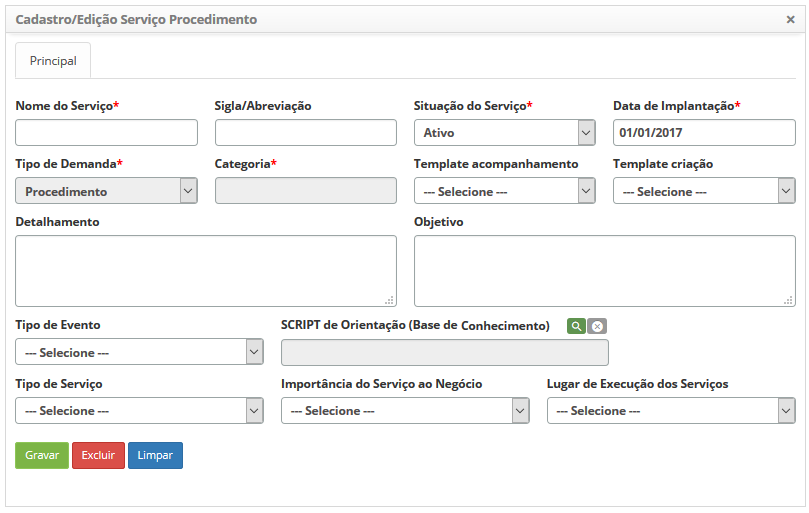 Cadastro/Edição Serviço Procedimento ×
Principal
Nome do Serviço* Sigla/Abreviação Situação do Serviço* Data de Implantação*
Ativo 01/01/2017
Tipo de Demanda* Categoria* Template acompanhamento Template criação
Procedimento --- Selecione --- --- Selecione ---
Detalhamento Objetivo
Tipo de Evento SCRIPT de Orientação (Base de Conhecimento)
--- Selecione ---
Tipo de Serviço Importância do Serviço ao Negócio Lugar de Execução dos Serviços
--- Selecione --- --- Selecione --- --- Selecione ---
Gravar Excluir Limpar